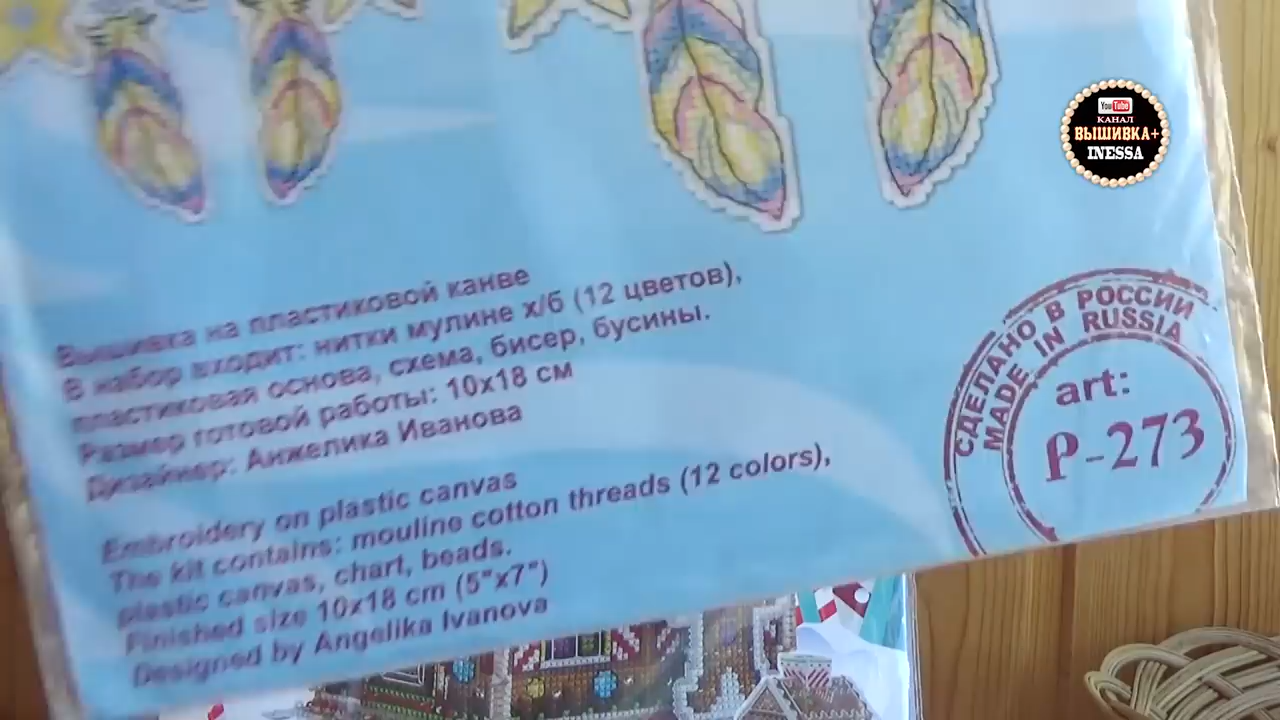 You Tube
КАНАЛ
ВЫШИВКА+
INESSA
Вышивка на пластиковой канве
В набор входит: нитки мулине х/б (12 цветов),
пластиковая основа, схема, бисер, бусины.
Размер готовой работы: 10x18 см
Дизайнер: Анжелика Иванова
Embroidery on plastic canvas
The kit contains: mouline cotton threads (12 colors),
plastic canvas, chart, beads.
Finished size 10x18 cm (5"x7")
Designed by Angelika Ivanova
СДЕЛАНО В РОССИИ
MADE IN RUSSIA
art:
P-273